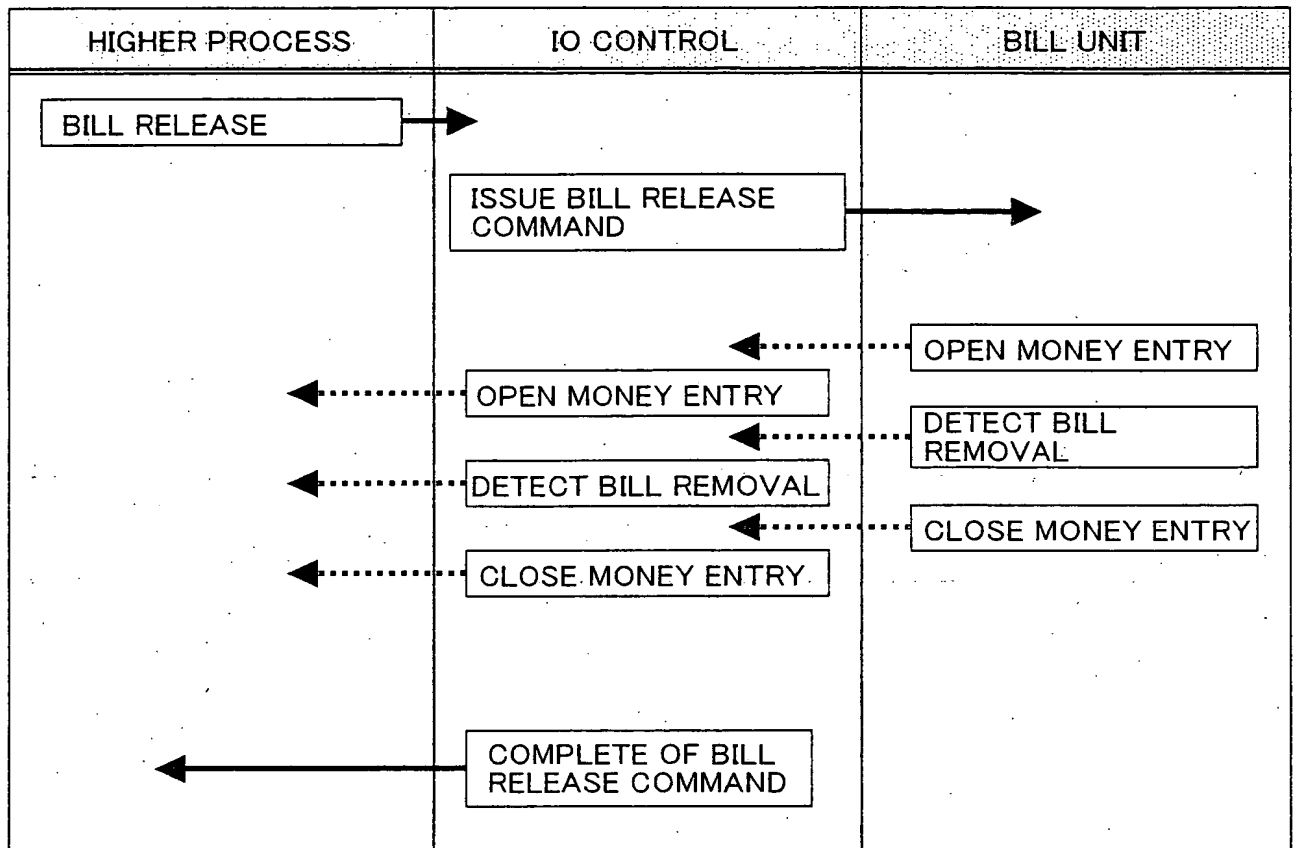 HIGHER PROCESS
IO CONTROL
BILL UNIT
BILL RELEASE
ISSUE BILL RELEASE
COMMAND
OPEN MONEY ENTRY
OPEN MONEY ENTRY
DETECT BILL
REMOVAL
DETECT BILL REMOVAL
CLOSE MONEY ENTRY
CLOSE MONEY ENTRY
COMPLETE OF BILL
RELEASE COMMAND